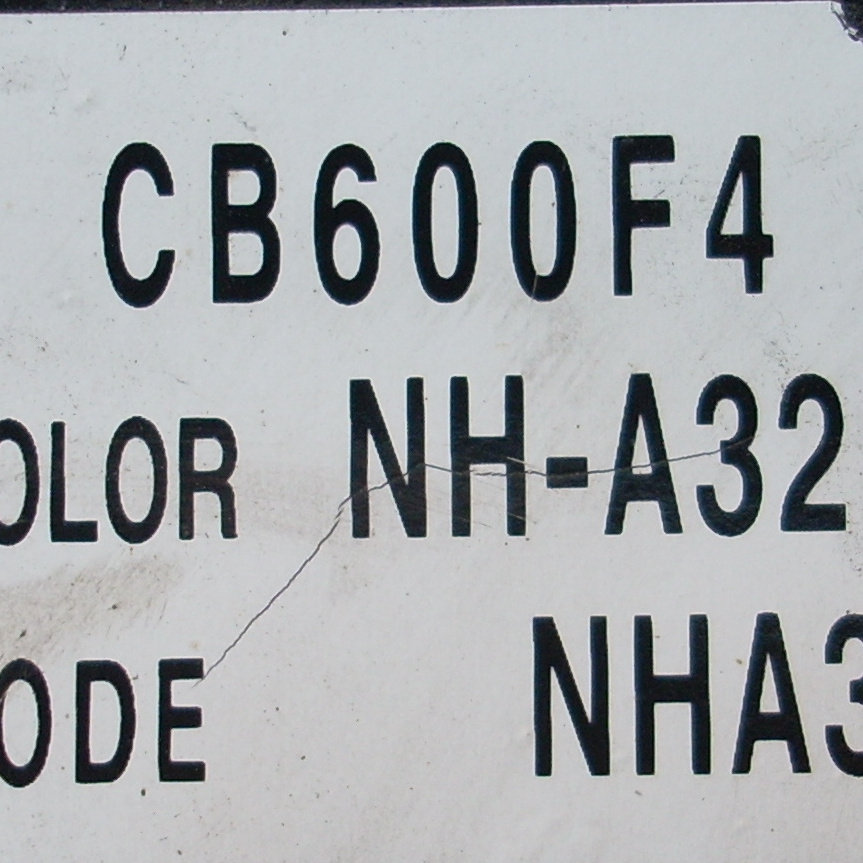 CB600F4
OLOR NH-A32
ODE NHA3